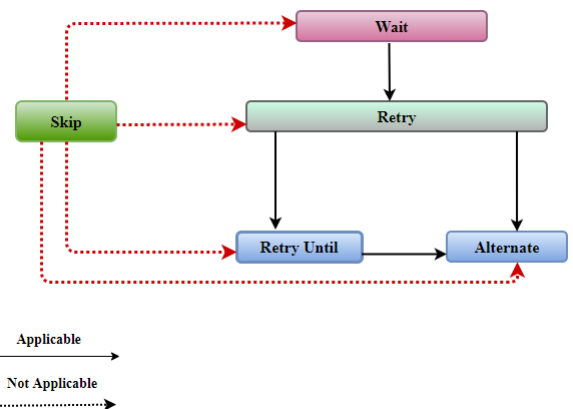 Wait
Skip
Retry
Retry Until
Alternate
Applicable
Not Applicable